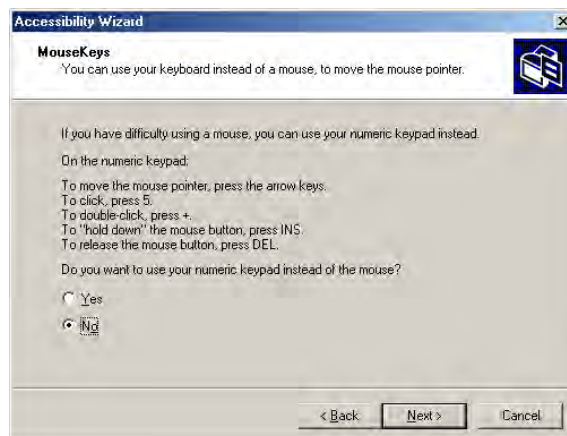 Accessibility Wizard
MouseKeys
You can use your keyboard instead of a mouse, to move the mouse pointer.
If you have difficulty using a mouse, you can use your numeric keypad instead.
On the numeric keypad:
To move the mouse pointer, press the arrow keys.
To click, press 5.
To double-click, press +.
To "hold down" the mouse button, press INS.
To release the mouse button, press DEL.
Do you want to use your numeric keypad instead of the mouse?
Yes
No
< Back
Next >
Cancel